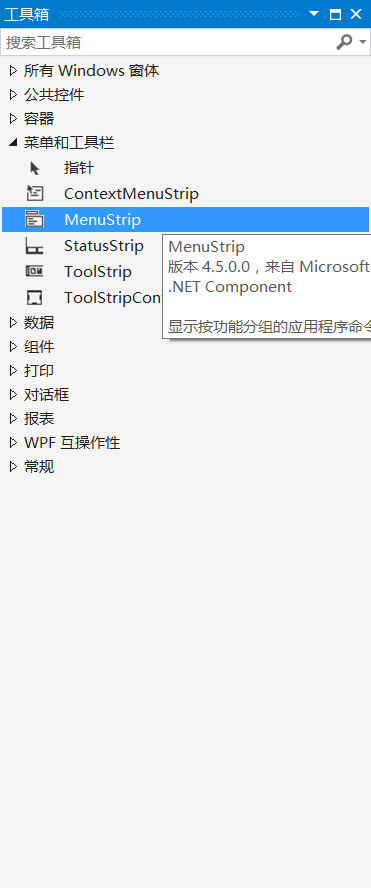 工具箱
搜索工具箱
所有 Windows 窗体
公共控件
容器
菜单和工具栏
指针
ContextMenuStrip
MenuStrip
StatusStrip
ToolStrip
ToolStripCon
MenuStrip
版本 4.5.0.0，来自 Microsoft
.NET Component
显示按功能分组的应用程序命令
数据
组件
打印
对话框
报表
WPF 互操作性
常规